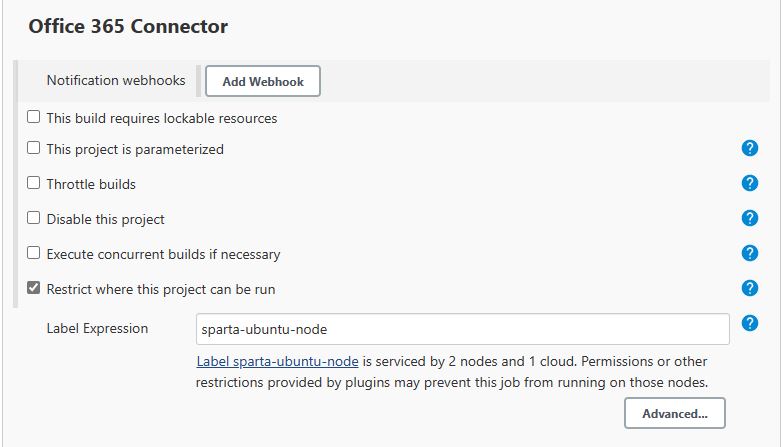 Office 365 Connector
Notification webhooks Add Webhook
This build requires lockable resources
This project is parameterized ?
Throttle builds ?
Disable this project ?
Execute concurrent builds if necessary ?
Restrict where this project can be run ?
Label Expression sparta-ubuntu-node ?
Label sparta-ubuntu-node is serviced by 2 nodes and 1 cloud. Permissions or other
restrictions provided by plugins may prevent this job from running on those nodes.
Advanced...